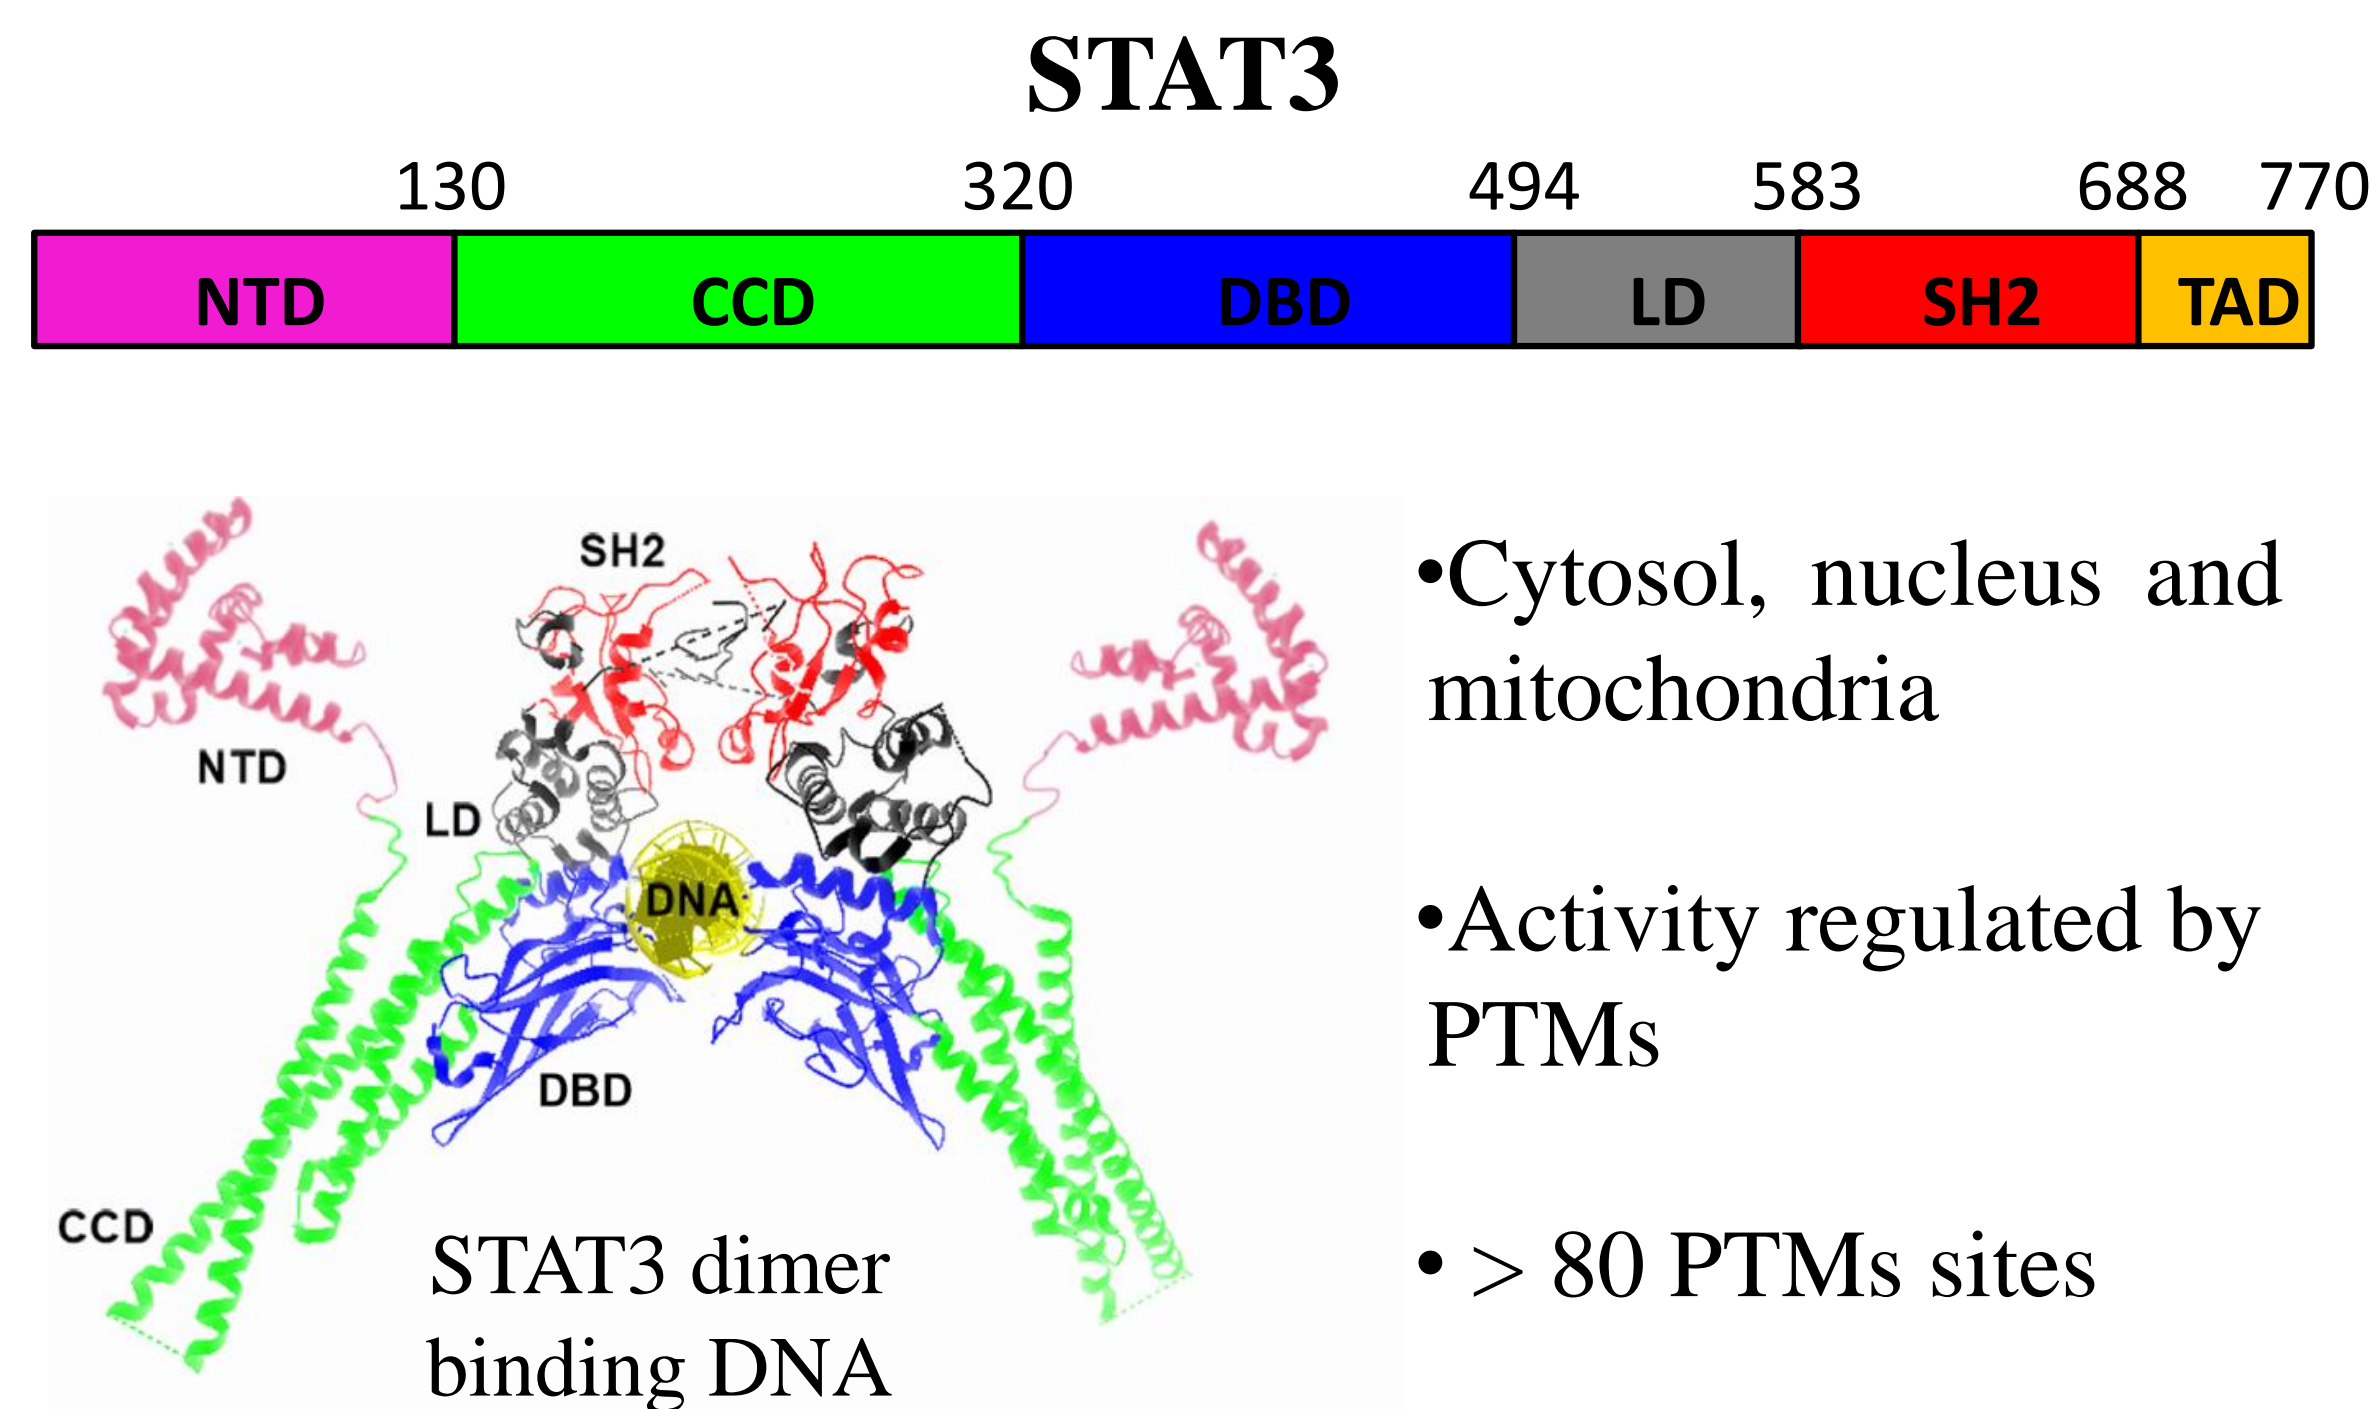 STAT3
130 320 494 583 688 770
NTD CCD DBD LD SH2 TAD
SH2
NTD
LD
DNA
DBD
CCD
STAT3 dimer
binding DNA
•Cytosol, nucleus and
mitochondria
•Activity regulated by
PTMs
• > 80 PTMs sites